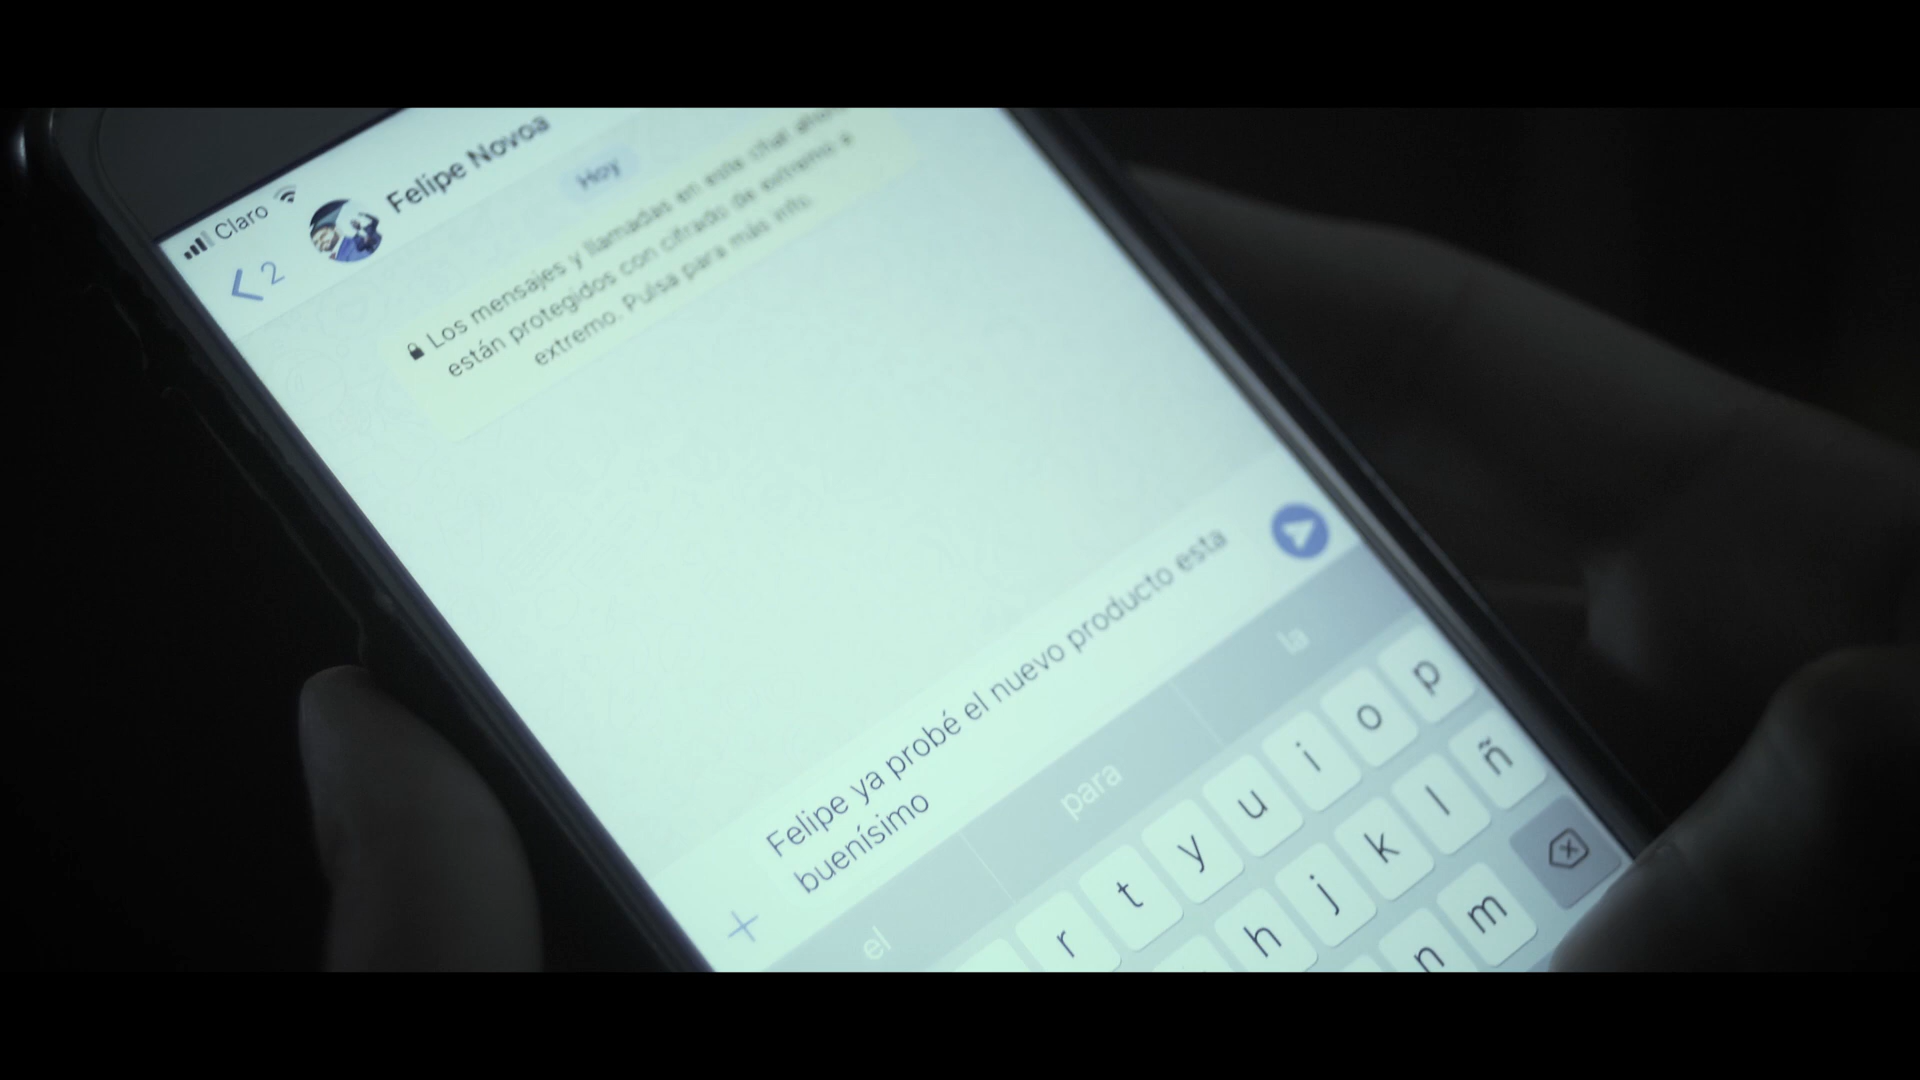 Claro
2
Felipe Novoa
Hoy
Los mensajes y llamadas en este chat ahora
están protegidos con cifrado de extremo a
extremo. Pulsa para más info.
Felipe ya probé el nuevo producto esta
buenísimo
el
para
la
r t y u i o p
h j k l ñ
n m